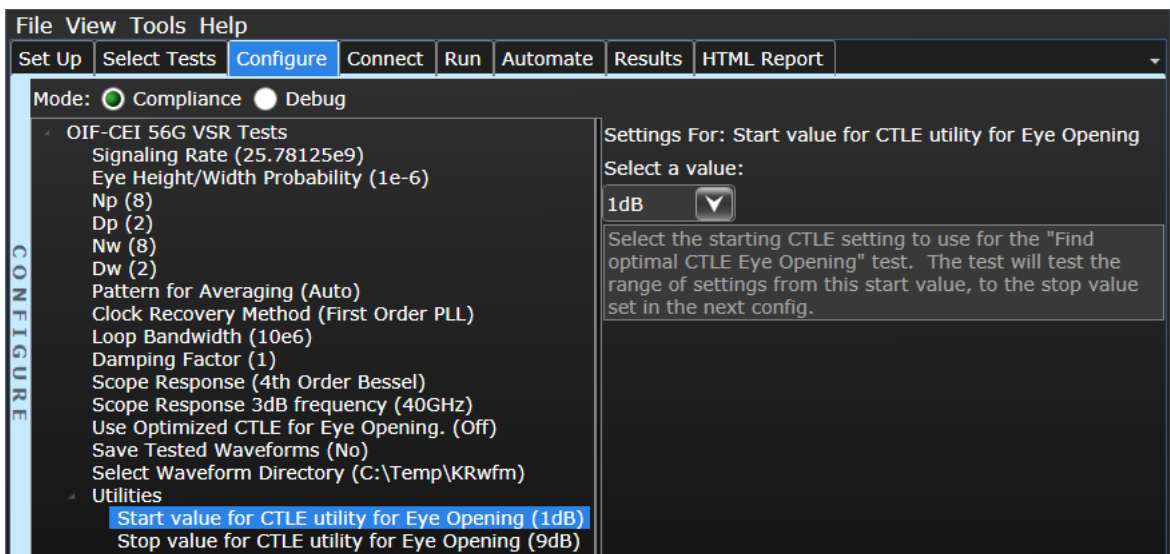 File View Tools Help
Set Up Select Tests Configure Connect Run Automate Results HTML Report
Mode: Compliance Debug
CONFIGURE
OIF-CEI 56G VSR Tests
Signaling Rate (25.78125e9)
Eye Height/Width Probability (1e-6)
Np (8)
Dp (2)
Nw (8)
Dw (2)
Pattern for Averaging (Auto)
Clock Recovery Method (First Order PLL)
Loop Bandwidth (10e6)
Damping Factor (1)
Scope Response (4th Order Bessel)
Scope Response 3dB frequency (40GHz)
Use Optimized CTLE for Eye Opening. (Off)
Save Tested Waveforms (No)
Select Waveform Directory (C:\Temp\KRwfm)
Utilities
Start value for CTLE utility for Eye Opening (1dB)
Stop value for CTLE utility for Eye Opening (9dB)
Settings For: Start value for CTLE utility for Eye Opening
Select a value:
1dB
Select the starting CTLE setting to use for the "Find
optimal CTLE Eye Opening" test.  The test will test the
range of settings from this start value, to the stop value
set in the next config.